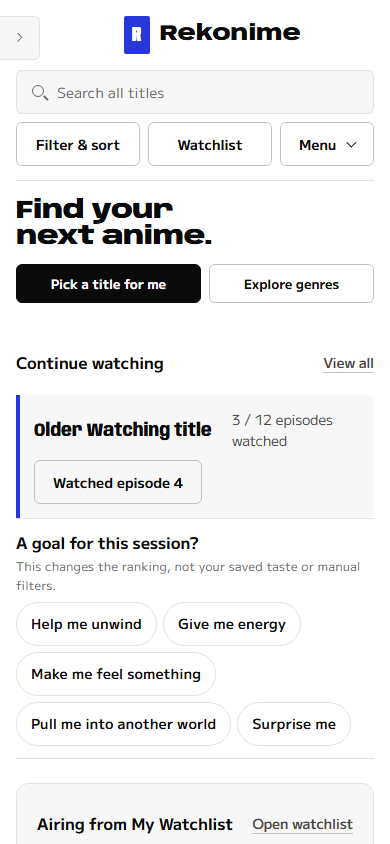 R Rekonime
Search all titles
Filter & sort Watchlist Menu
Find your
next anime.
Pick a title for me Explore genres
Continue watching View all
Older Watching title
3 / 12 episodes
watched
Watched episode 4
A goal for this session?
This changes the ranking, not your saved taste or manual
filters.
Help me unwind Give me energy
Make me feel something
Pull me into another world Surprise me
Airing from My Watchlist Open watchlist